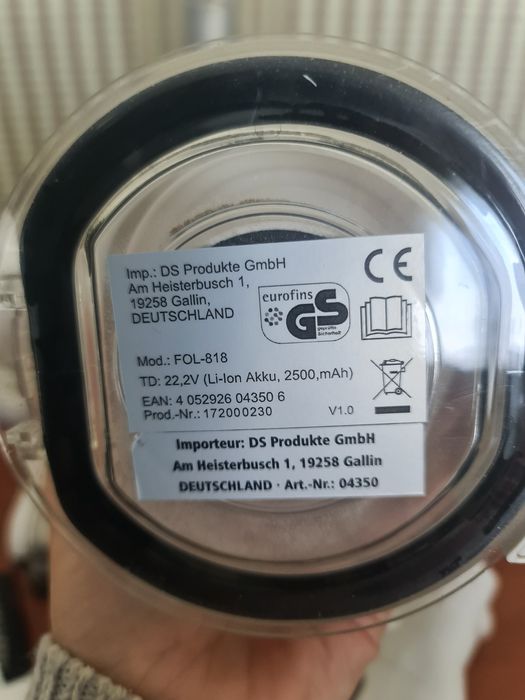 Imp.: DS Produkte GmbH
Am Heisterbusch 1,
19258 Gallin,
DEUTSCHLAND
CE
eurofins
GS
geprüfte
Sicherheit
Mod.: FOL-818
TD: 22,2V (Li-Ion Akku, 2500,mAh)
EAN: 4 052926 04350 6
Prod.-Nr.: 172000230
V1.0
Importeur: DS Produkte GmbH
Am Heisterbusch 1, 19258 Gallin
DEUTSCHLAND · Art.-Nr.: 04350